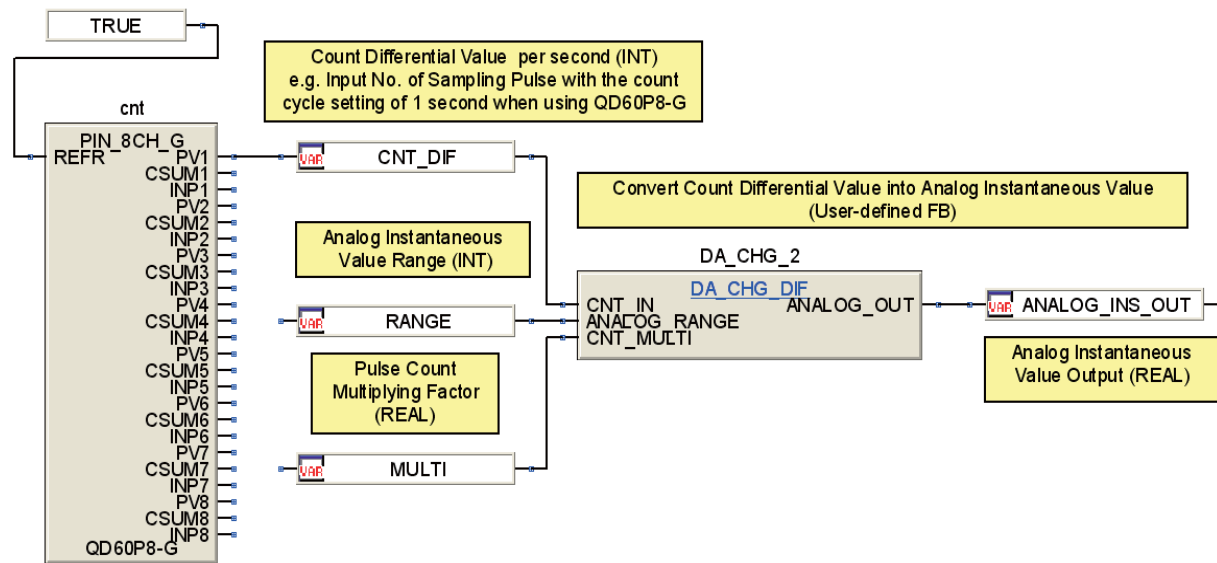 TRUE
Count Differential Value per second (INT)
e.g. Input No. of Sampling Pulse with the count
cycle setting of 1 second when using QD60P8-G
cnt
PIN_8CH_G
REFR
PV1
CSUM1
INP1
PV2
CSUM2
INP2
PV3
CSUM3
INP3
PV4
CSUM4
INP4
PV5
CSUM5
INP5
PV6
CSUM6
INP6
PV7
CSUM7
INP7
PV8
CSUM8
INP8
QD60P8-G
VAR
CNT_DIF
Analog Instantaneous
Value Range (INT)
VAR
RANGE
Pulse Count
Multiplying Factor
(REAL)
VAR
MULTI
Convert Count Differential Value into Analog Instantaneous Value
(User-defined FB)
DA_CHG_2
DA_CHG_DIF
CNT_IN
ANALOG_RANGE
CNT_MULTI
ANALOG_OUT
VAR
ANALOG_INS_OUT
Analog Instantaneous
Value Output (REAL)